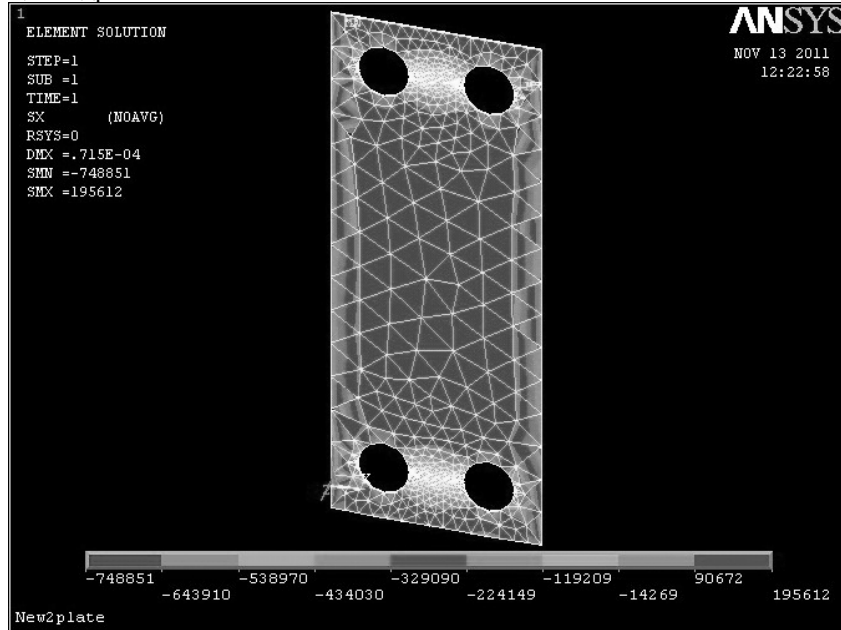 1
ELEMENT SOLUTION
STEP=1
SUB =1
TIME=1
SX (NOAVG)
RSYS=0
DMX =.715E-04
SMN =-748851
SMX =195612
ANSYS
NOV 13 2011
12:22:58
-748851 -538970 -329090 -119209 90672
-643910 -434030 -224149 -14269 195612
New2plate